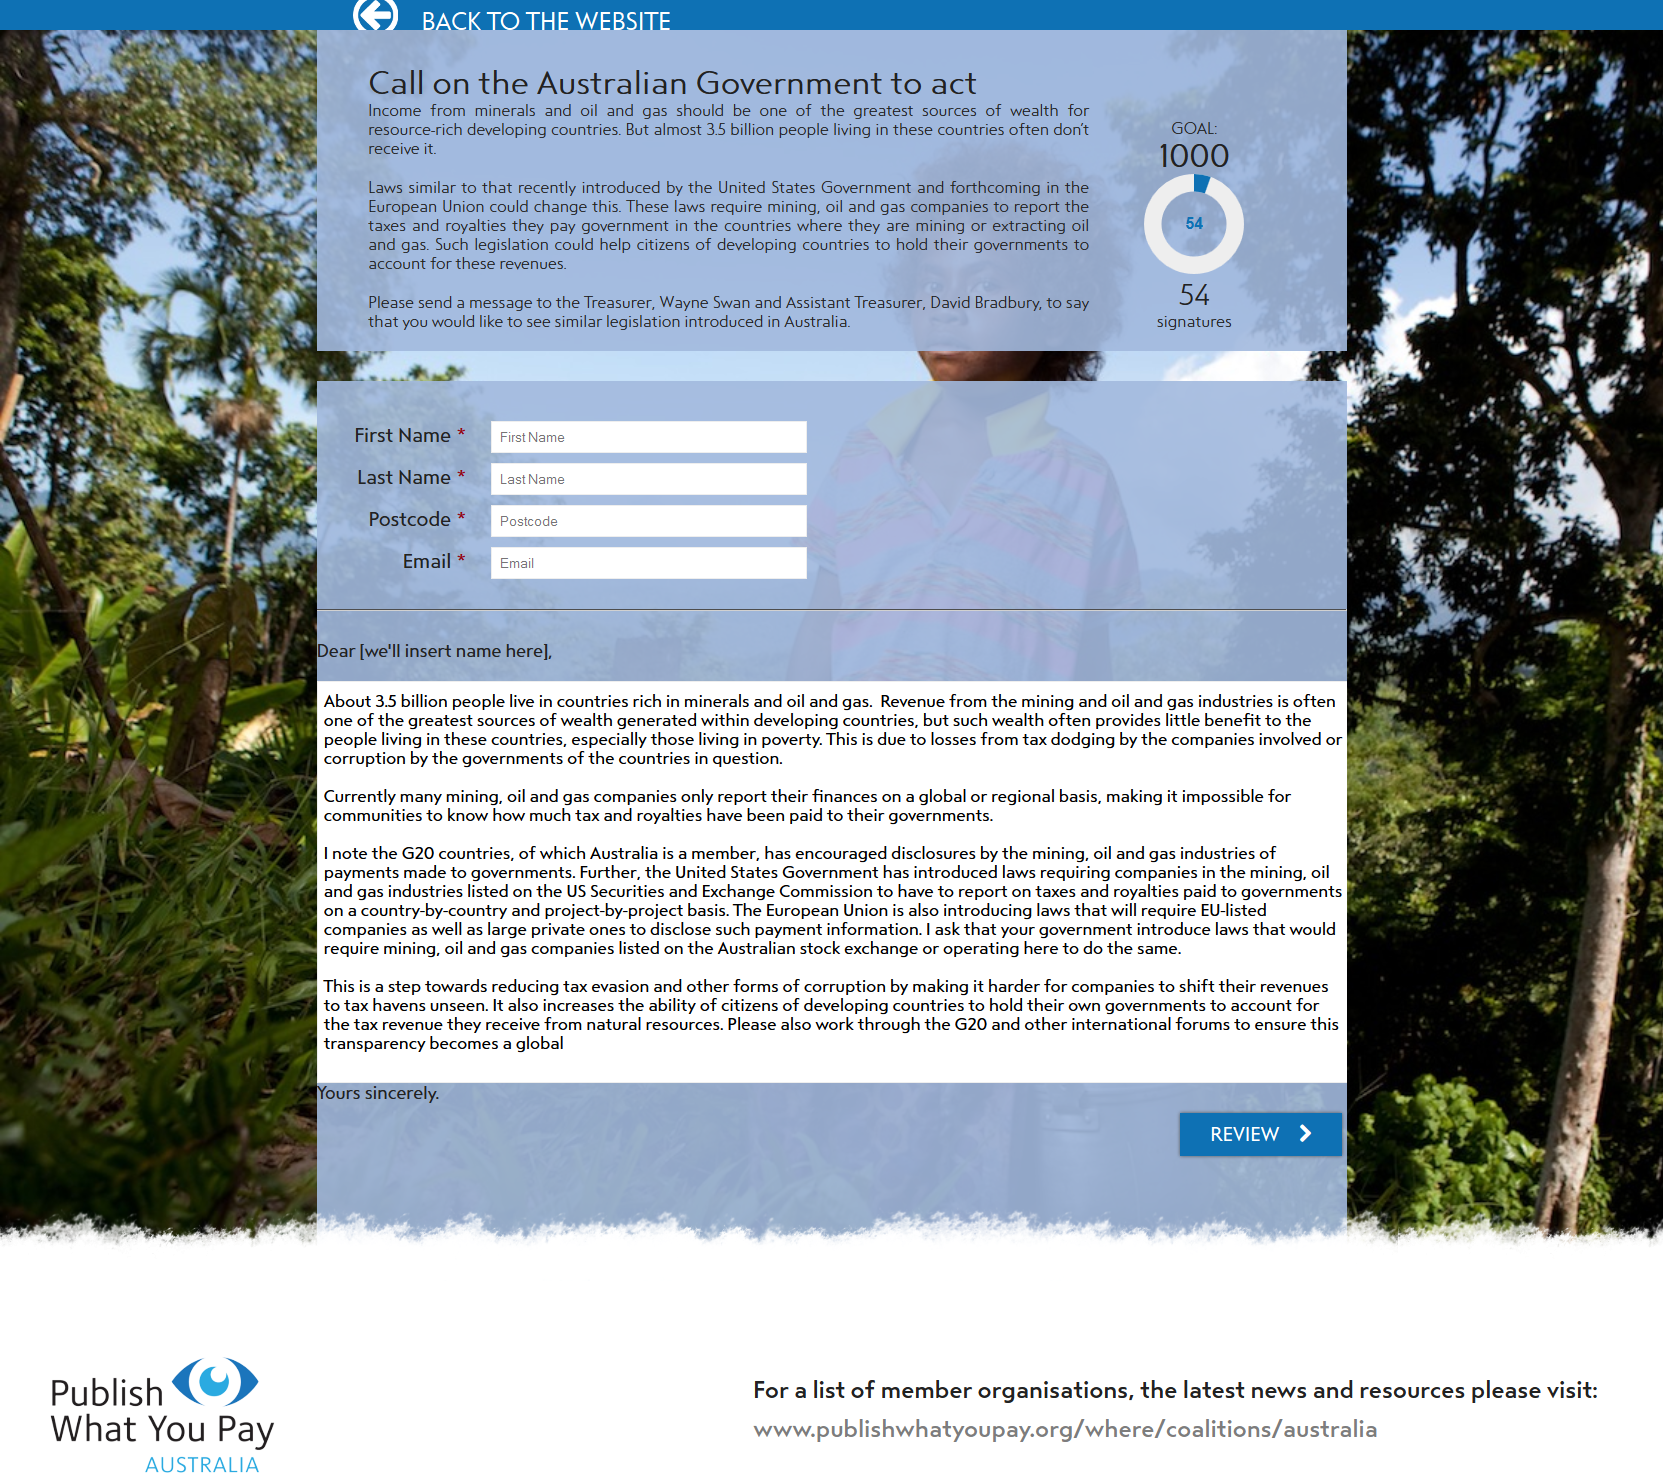 BACK TO THE WEBSITE
Call on the Australian Government to act
Income from minerals and oil and gas should be one of the greatest sources of wealth for
resource-rich developing countries. But almost 3.5 billion people living in these countries often don't
receive it.
Laws similar to that recently introduced by the United States Government and forthcoming in the
European Union could change this. These laws require mining, oil and gas companies to report the
taxes and royalties they pay government in the countries where they are mining or extracting oil
and gas. Such legislation could help citizens of developing countries to hold their governments to
account for these revenues.
Please send a message to the Treasurer, Wayne Swan and Assistant Treasurer, David Bradbury, to say
that you would like to see similar legislation introduced in Australia.
GOAL:
1000
54
54
signatures
First Name * First Name
Last Name * Last Name
Postcode * Postcode
Email * Email
Dear [we'll insert name here],
About 3.5 billion people live in countries rich in minerals and oil and gas. Revenue from the mining and oil and gas industries is often
one of the greatest sources of wealth generated within developing countries, but such wealth often provides little benefit to the
people living in these countries, especially those living in poverty. This is due to losses from tax dodging by the companies involved or
corruption by the governments of the countries in question.
Currently many mining, oil and gas companies only report their finances on a global or regional basis, making it impossible for
communities to know how much tax and royalties have been paid to their governments.
I note the G20 countries, of which Australia is a member, has encouraged disclosures by the mining, oil and gas industries of
payments made to governments. Further, the United States Government has introduced laws requiring companies in the mining, oil
and gas industries listed on the US Securities and Exchange Commission to have to report on taxes and royalties paid to governments
on a country-by-country and project-by-project basis. The European Union is also introducing laws that will require EU-listed
companies as well as large private ones to disclose such payment information. I ask that your government introduce laws that would
require mining, oil and gas companies listed on the Australian stock exchange or operating here to do the same.
This is a step towards reducing tax evasion and other forms of corruption by making it harder for companies to shift their revenues
to tax havens unseen. It also increases the ability of citizens of developing countries to hold their own governments to account for
the tax revenue they receive from natural resources. Please also work through the G20 and other international forums to ensure this
transparency becomes a global
Yours sincerely.
REVIEW
Publish
What You Pay
AUSTRALIA
For a list of member organisations, the latest news and resources please visit:
www.publishwhatyoupay.org/where/coalitions/australia